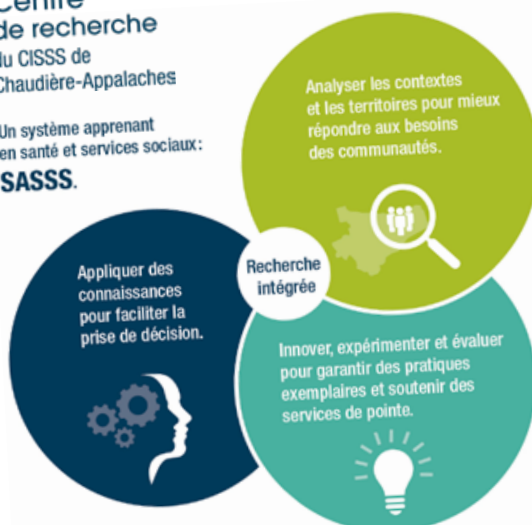 Centre
de recherche
du CISSS de
Chaudière-Appalaches
Un système apprenant
en santé et services sociaux:
SASSS.
Analyser les contextes
et les territoires pour mieux
répondre aux besoins
des communautés.
Appliquer des
connaissances
pour faciliter la
prise de décision.
Recherche
intégrée
Innover, expérimenter et évaluer
pour garantir des pratiques
exemplaires et soutenir des
services de pointe.